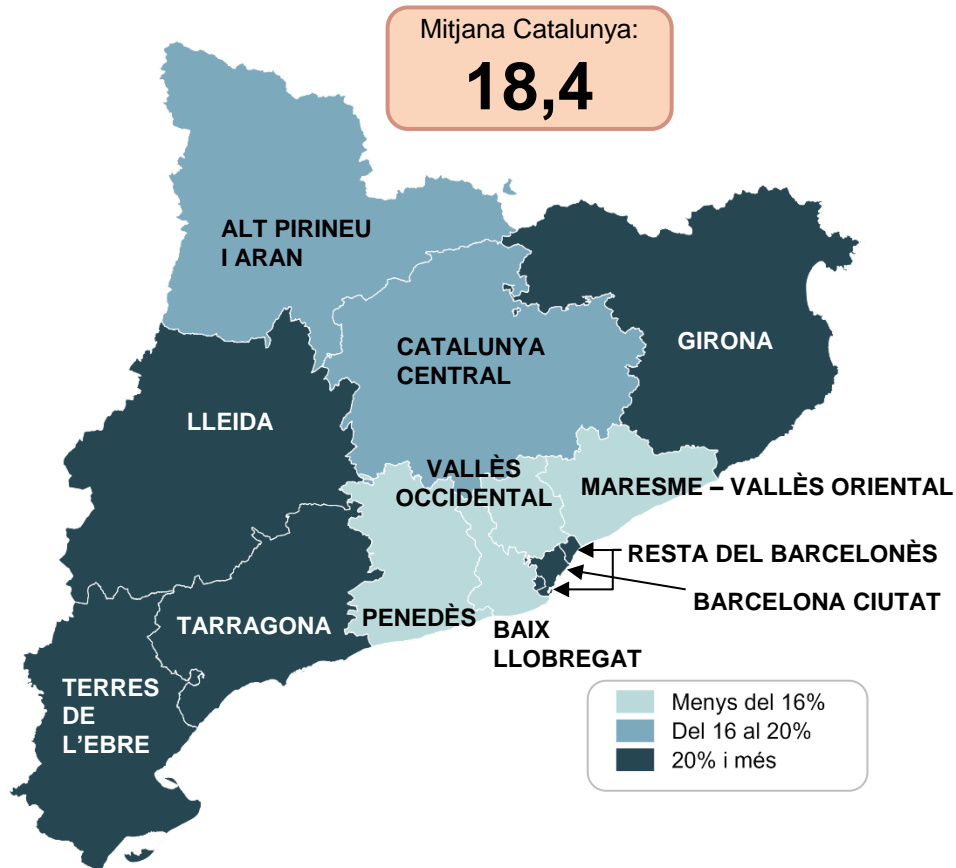 Mitjana Catalunya:
18,4
ALT PIRINEU
I ARAN
CATALUNYA
CENTRAL
GIRONA
LLEIDA
VALLÈS
OCCIDENTAL
MARESME – VALLÈS ORIENTAL
RESTA DEL BARCELONÈS
BARCELONA CIUTAT
PENEDÈS
TARRAGONA
BAIX
LLOBREGAT
TERRES
DE
L'EBRE
Menys del 16%
Del 16 al 20%
20% i més